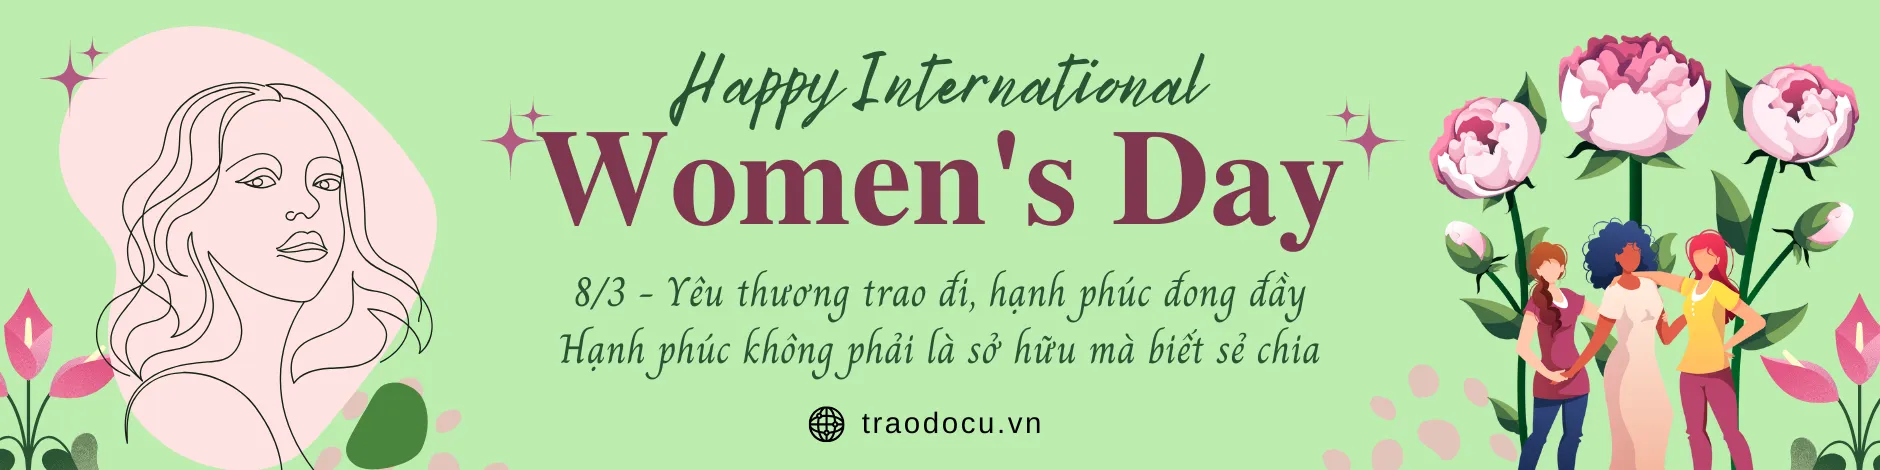 Happy International
Women's Day
8/3 - Yêu thương trao đi, hạnh phúc đong đầy
Hạnh phúc không phải là sở hữu mà biết sẻ chia
traodocu.vn